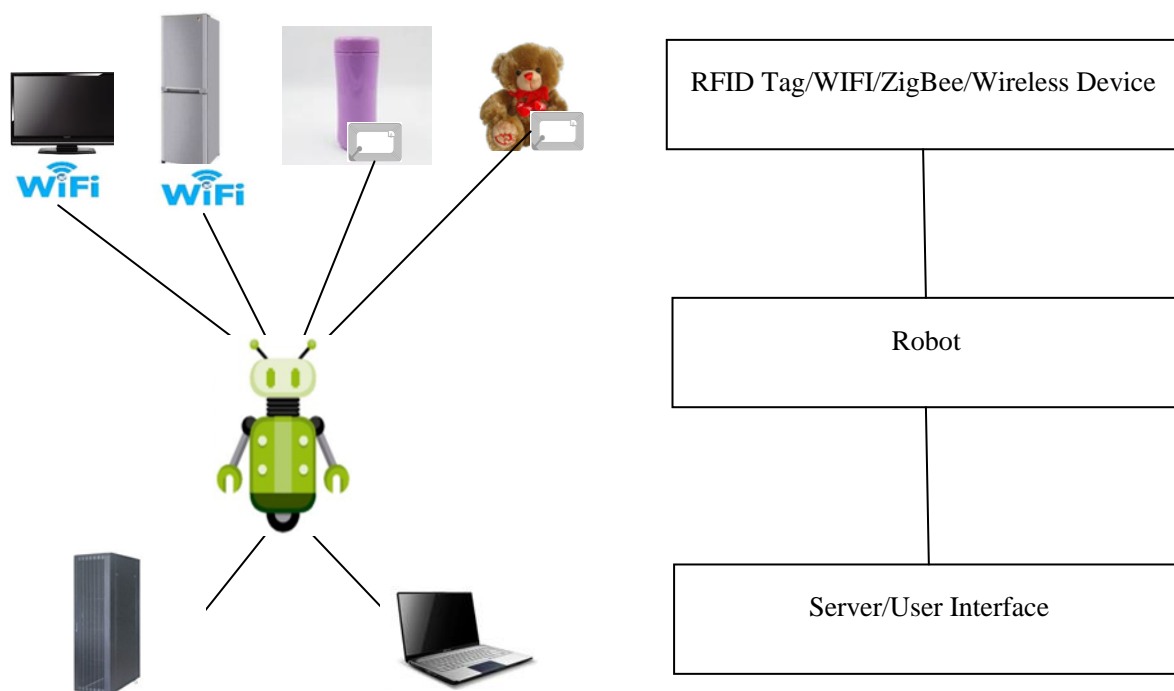 WiFi
WiFi
RFID Tag/WIFI/ZigBee/Wireless Device
Robot
Server/User Interface